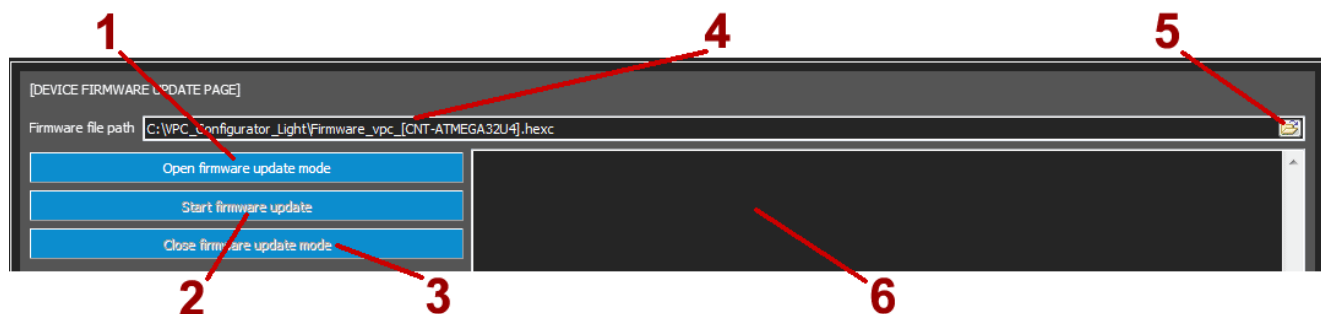 1 4 5
[DEVICE FIRMWARE UPDATE PAGE]
Firmware file path C:\VPC_Configurator_Light\Firmware_vpc_[CNT-ATMEGA32U4].hexc
Open firmware update mode
Start firmware update
Close firmware update mode
2 3 6